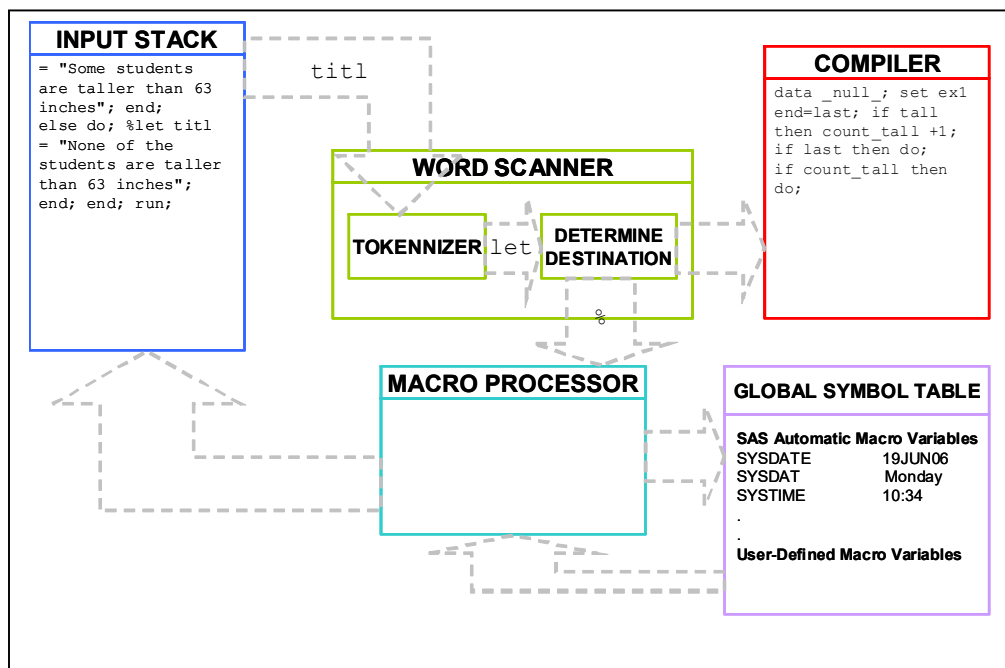 INPUT STACK
= "Some students
are taller than 63
inches"; end;
else do; %let titl
= "None of the
students are taller
than 63 inches";
end; end; run;
titl
WORD SCANNER
TOKENNIZER
let
DETERMINE
DESTINATION
%
COMPILER
data _null_; set ex1
end=last; if tall
then count_tall +1;
if last then do;
if count_tall then
do;
MACRO PROCESSOR
GLOBAL SYMBOL TABLE
SAS Automatic Macro Variables
SYSDATE 19JUN06
SYSDAT Monday
SYSTIME 10:34
.
.
User-Defined Macro Variables